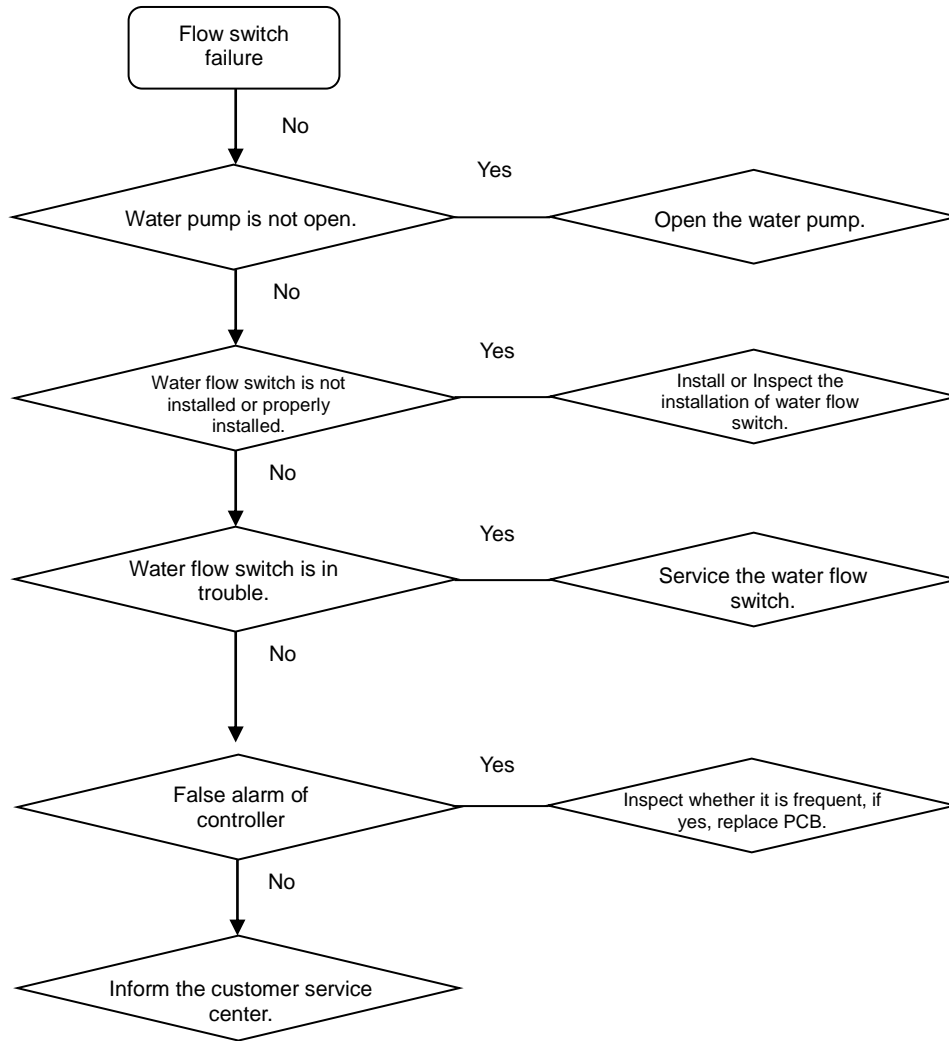 Flow switch
failure
No
Yes
Water pump is not open.
Open the water pump.
No
Yes
Water flow switch is not
installed or properly
installed.
Install or Inspect the
installation of water flow
switch.
No
Yes
Water flow switch is in
trouble.
Service the water flow
switch.
No
Yes
False alarm of
controller
Inspect whether it is frequent, if
yes, replace PCB.
No
Inform the customer service
center.